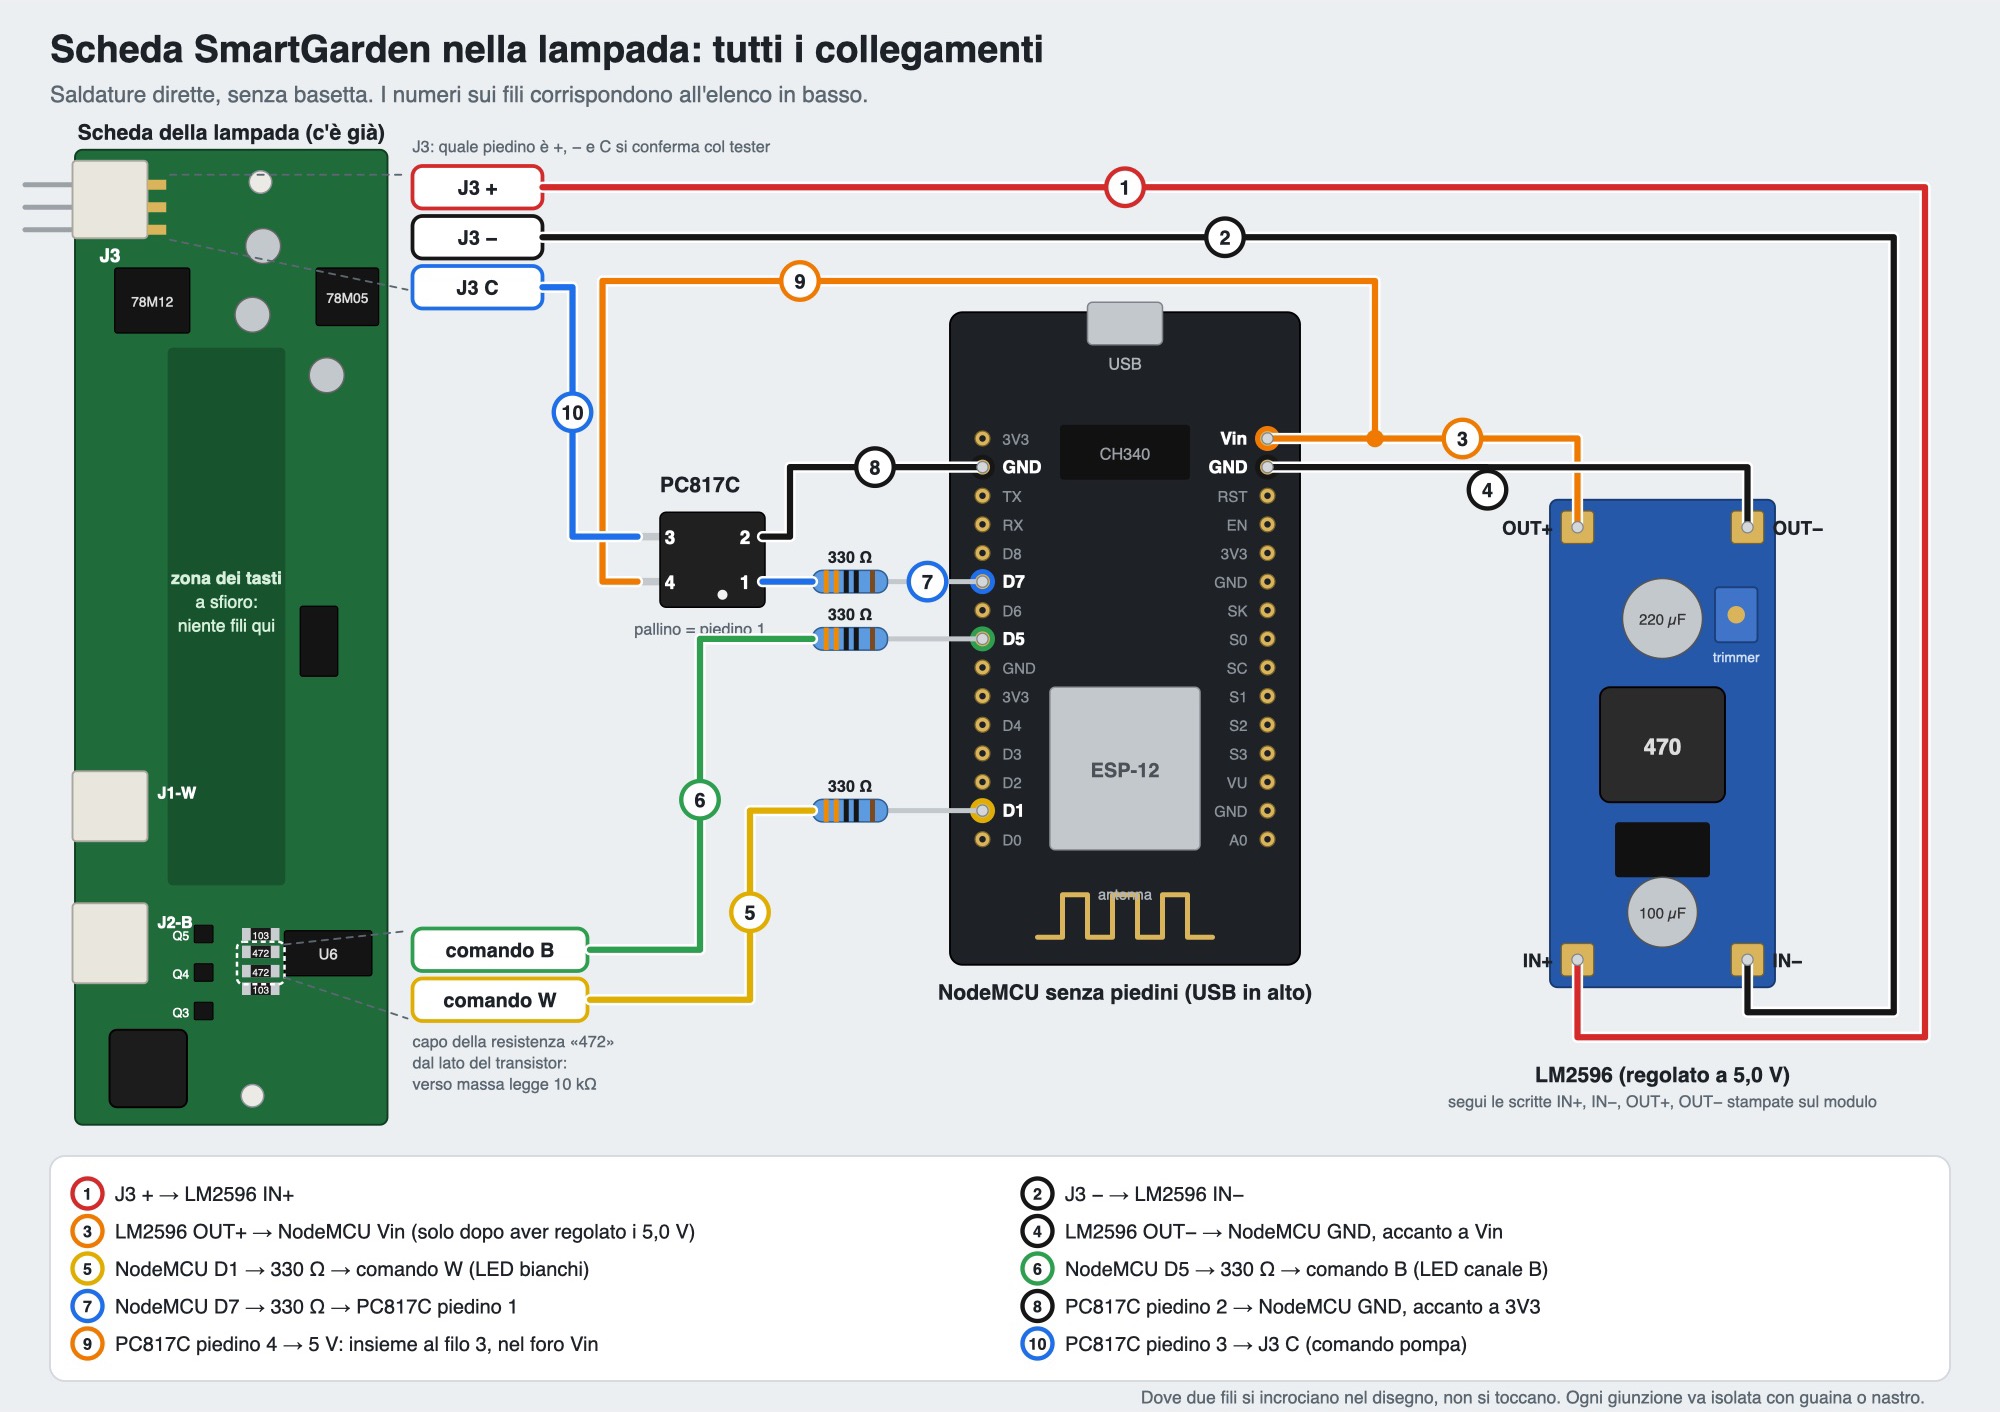 Scheda SmartGarden nella lampada: tutti i collegamenti
Saldature dirette, senza basetta. I numeri sui fili corrispondono all'elenco in basso.
Scheda della lampada (c'è già)
J3: quale piedino è +, – e C si conferma col tester
J3 +
J3 –
J3 C
1
2
9
10
J3
78M12
78M05
zona dei tasti
a sfioro:
niente fili qui
J1-W
J2-B
Q5
Q4
Q3
103
472
472
103
U6
PC817C
3
2
4
1
pallino = piedino 1
8
330 Ω
7
330 Ω
6
330 Ω
5
comando B
comando W
capo della resistenza «472»
dal lato del transistor:
verso massa legge 10 kΩ
USB
CH340
3V3
GND
TX
RX
D8
D7
D6
D5
GND
3V3
D4
D3
D2
D1
D0
Vin
GND
RST
EN
3V3
GND
SK
S0
SC
S1
S2
S3
VU
GND
A0
ESP-12
antenna
NodeMCU senza piedini (USB in alto)
3
4
OUT+
OUT–
220 µF
trimmer
470
100 µF
IN+
IN–
LM2596 (regolato a 5,0 V)
segui le scritte IN+, IN–, OUT+, OUT– stampate sul modulo
1 J3 + → LM2596 IN+
2 J3 – → LM2596 IN–
3 LM2596 OUT+ → NodeMCU Vin (solo dopo aver regolato i 5,0 V)
4 LM2596 OUT– → NodeMCU GND, accanto a Vin
5 NodeMCU D1 → 330 Ω → comando W (LED bianchi)
6 NodeMCU D5 → 330 Ω → comando B (LED canale B)
7 NodeMCU D7 → 330 Ω → PC817C piedino 1
8 PC817C piedino 2 → NodeMCU GND, accanto a 3V3
9 PC817C piedino 4 → 5 V: insieme al filo 3, nel foro Vin
10 PC817C piedino 3 → J3 C (comando pompa)
Dove due fili si incrociano nel disegno, non si toccano. Ogni giunzione va isolata con guaina o nastro.